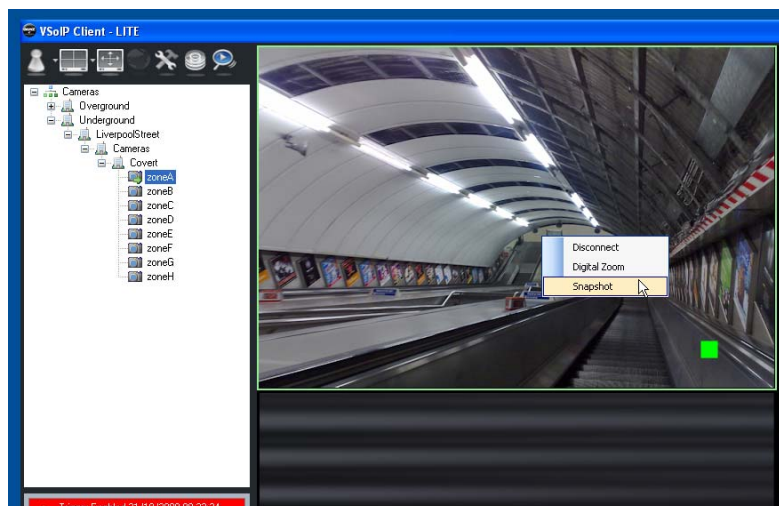 VSoIP Client - LITE
Cameras
Overground
Underground
LiverpoolStreet
Cameras
Covert
zoneA
zoneB
zoneC
zoneD
zoneE
zoneF
zoneG
zoneH
Disconnect
Digital Zoom
Snapshot